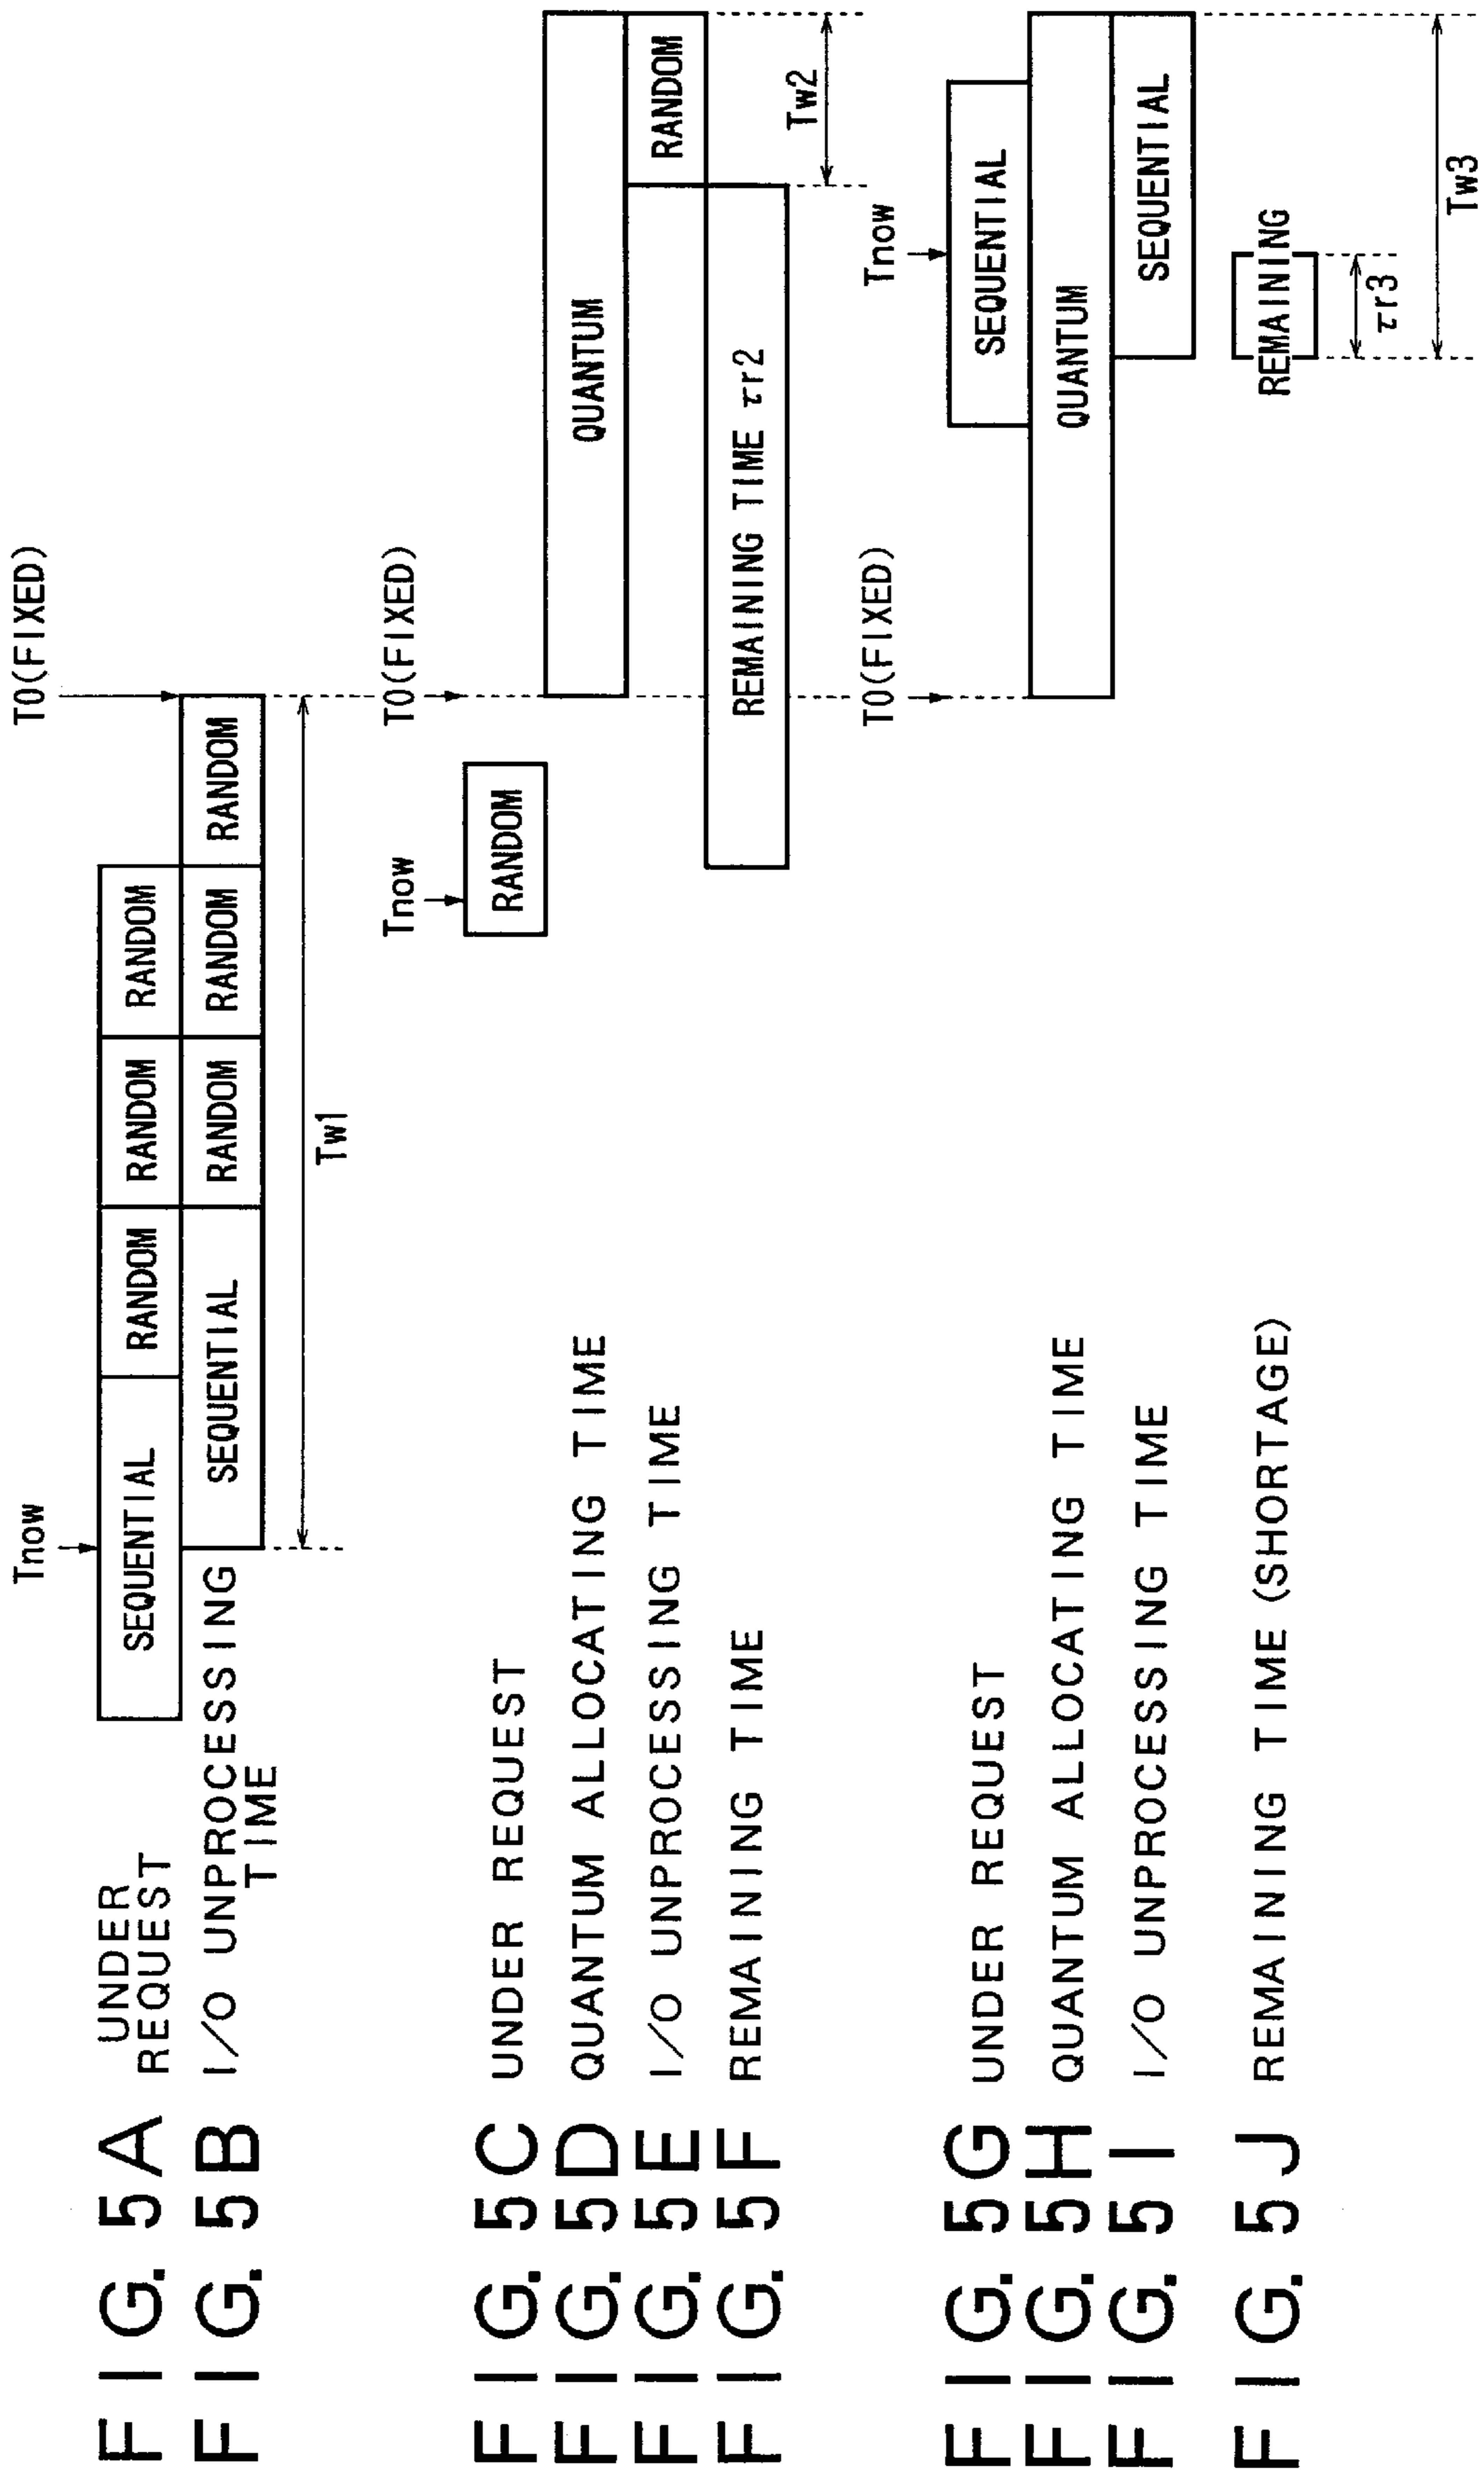 Tnow
T0(FIXED)
FIG. 5A UNDER REQUEST
SEQUENTIAL RANDOM RANDOM RANDOM
FIG. 5B I/O UNPROCESSING TIME
SEQUENTIAL RANDOM RANDOM RANDOM
Tw1
Tnow
T0(FIXED)
FIG. 5C UNDER REQUEST
RANDOM
FIG. 5D QUANTUM ALLOCATING TIME
QUANTUM
FIG. 5E I/O UNPROCESSING TIME
RANDOM
FIG. 5F REMAINING TIME
REMAINING TIME τr2
Tw2
T0(FIXED)
Tnow
FIG. 5G UNDER REQUEST
SEQUENTIAL
FIG. 5H QUANTUM ALLOCATING TIME
QUANTUM
FIG. 5I I/O UNPROCESSING TIME
SEQUENTIAL
FIG. 5J REMAINING TIME (SHORTAGE)
REMAINING
τr3
Tw3